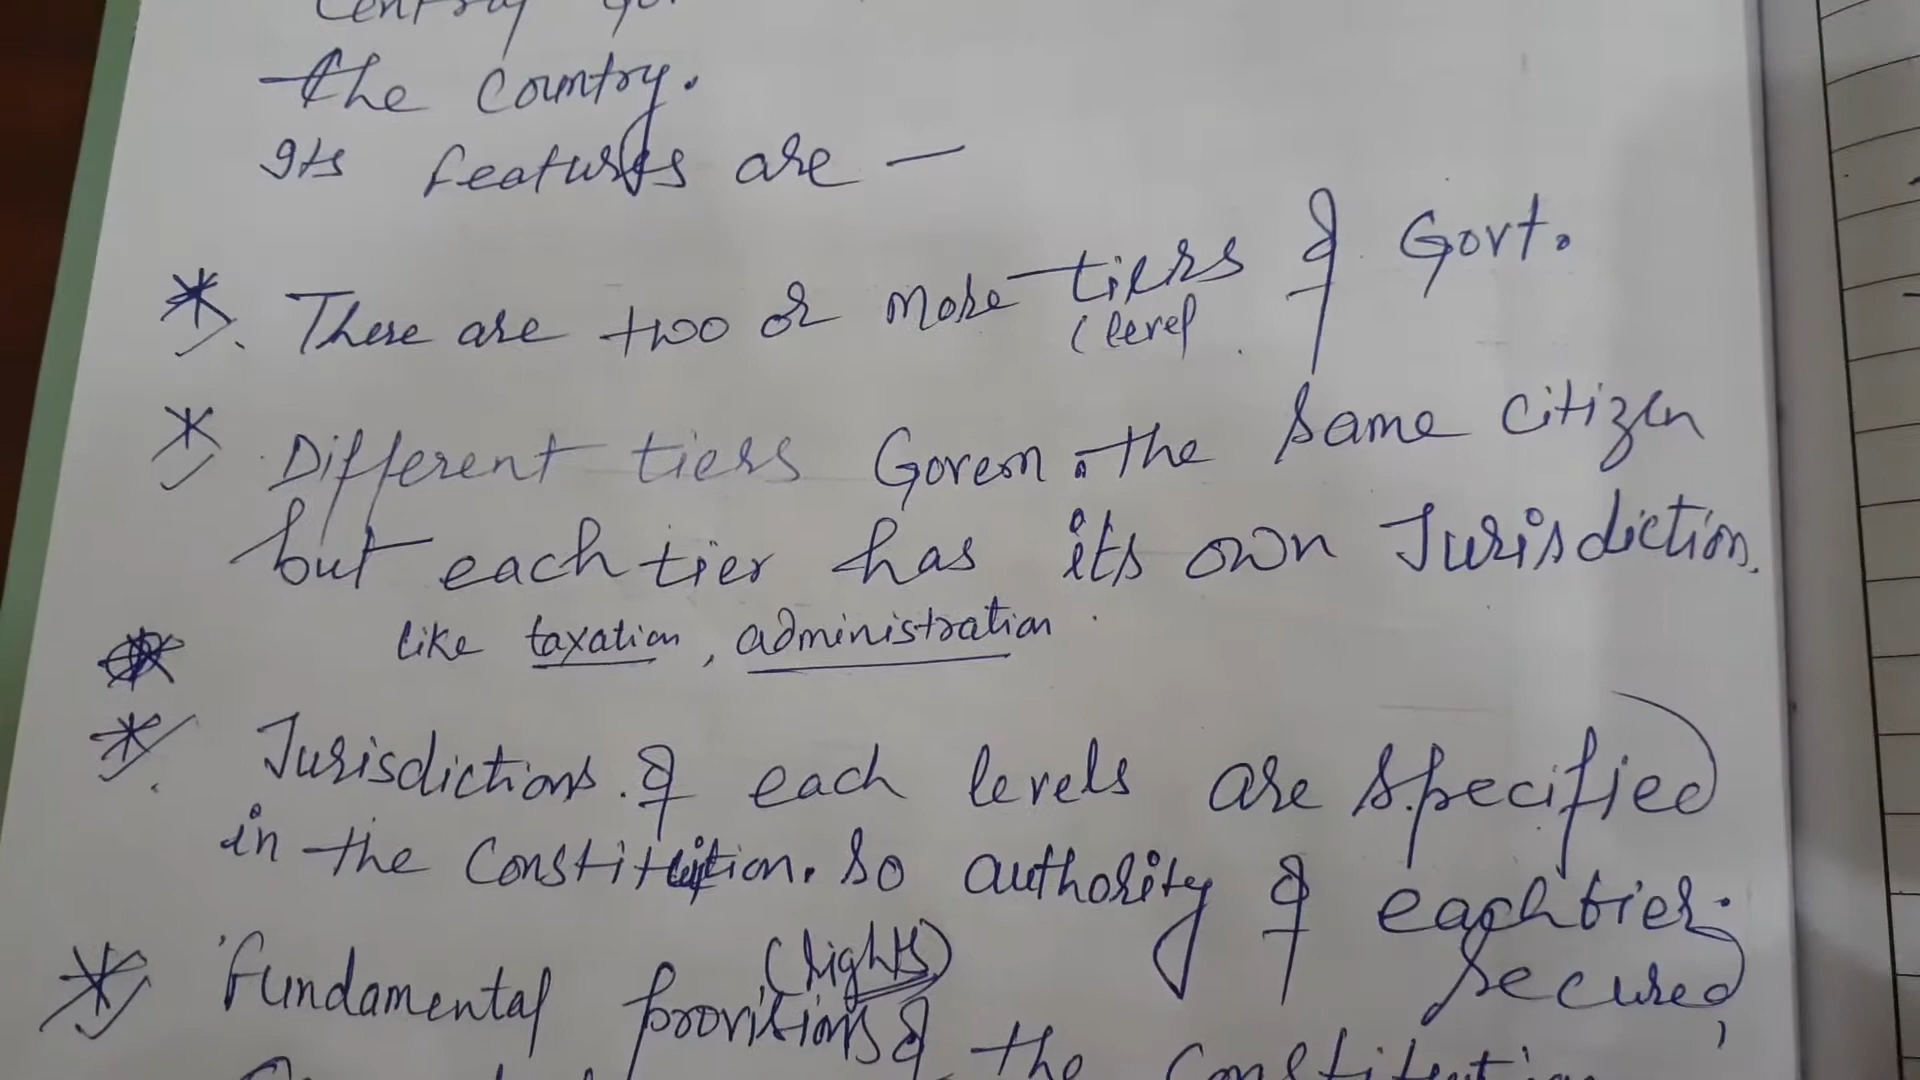 the country.
Its features are —
* There are two or more tiers of Govt.
(level
* Different tiers Govern the same citizen
but each tier has its own Jurisdiction.
like taxation, administration.
* Jurisdictions of each levels are specified
in the Constitution. So authority of each tier
secured
(rights)
* Fundamental provisions of
the Constitution